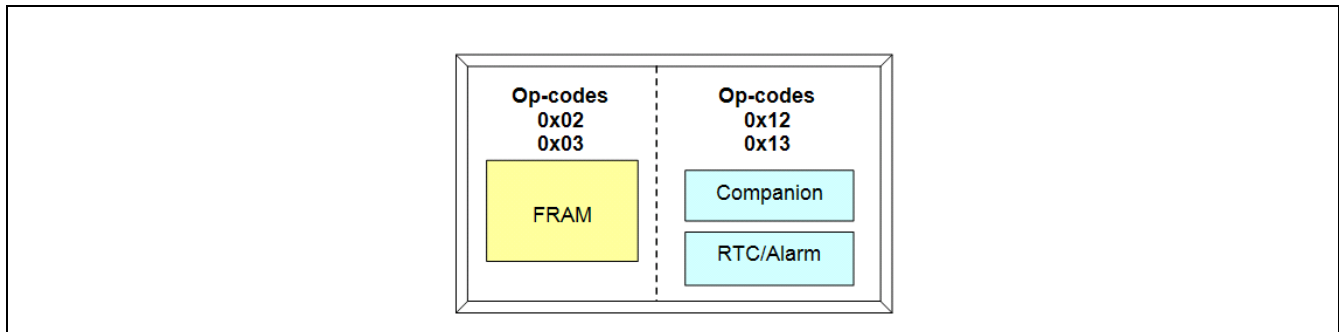 Op-codes
0x02
0x03
FRAM
Op-codes
0x12
0x13
Companion
RTC/Alarm